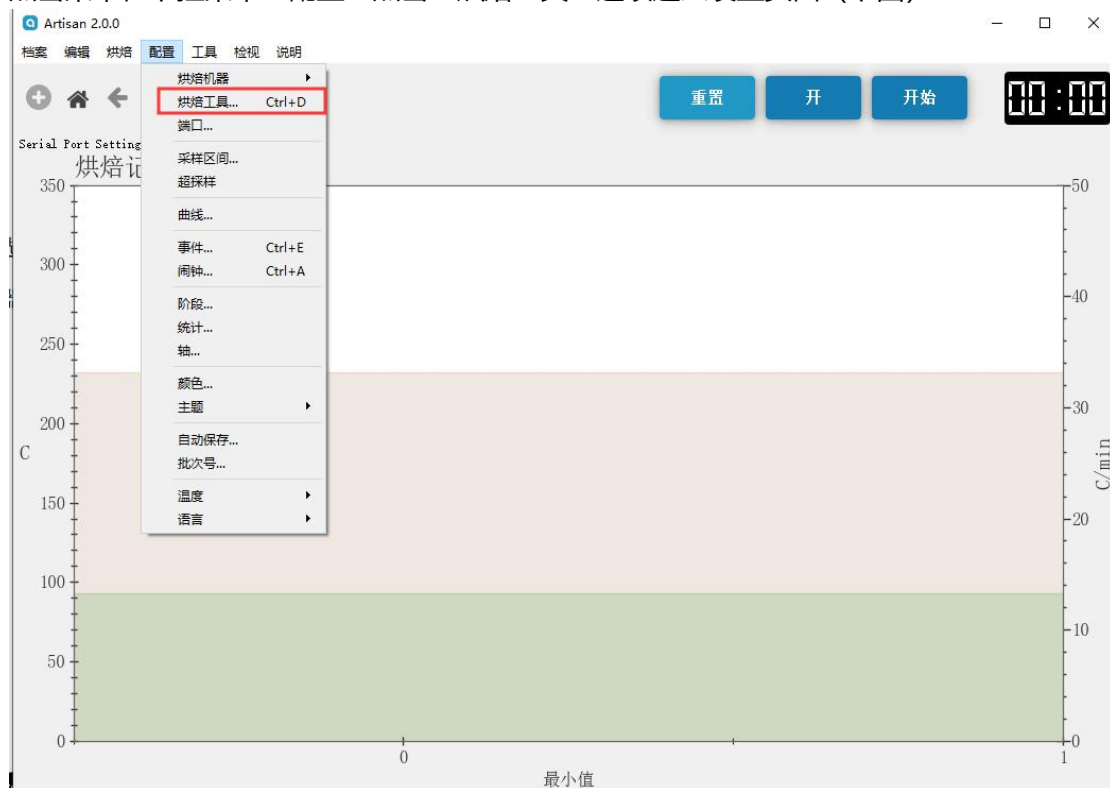 Artisan 2.0.0
档案 编辑 烘焙 配置 工具 检视 说明
烘焙机器
烘焙工具... Ctrl+D
端口...
采样区间...
超採样
曲线...
事件... Ctrl+E
闹钟... Ctrl+A
阶段...
统计...
轴...
颜色...
主题
自动保存...
批次号...
温度
语言
重置 开 开始 00:00
Serial Port Setting
烘焙记
350
300
250
200
150
100
50
0
C
50
40
30
20
10
0
C/min
0 1
最小值